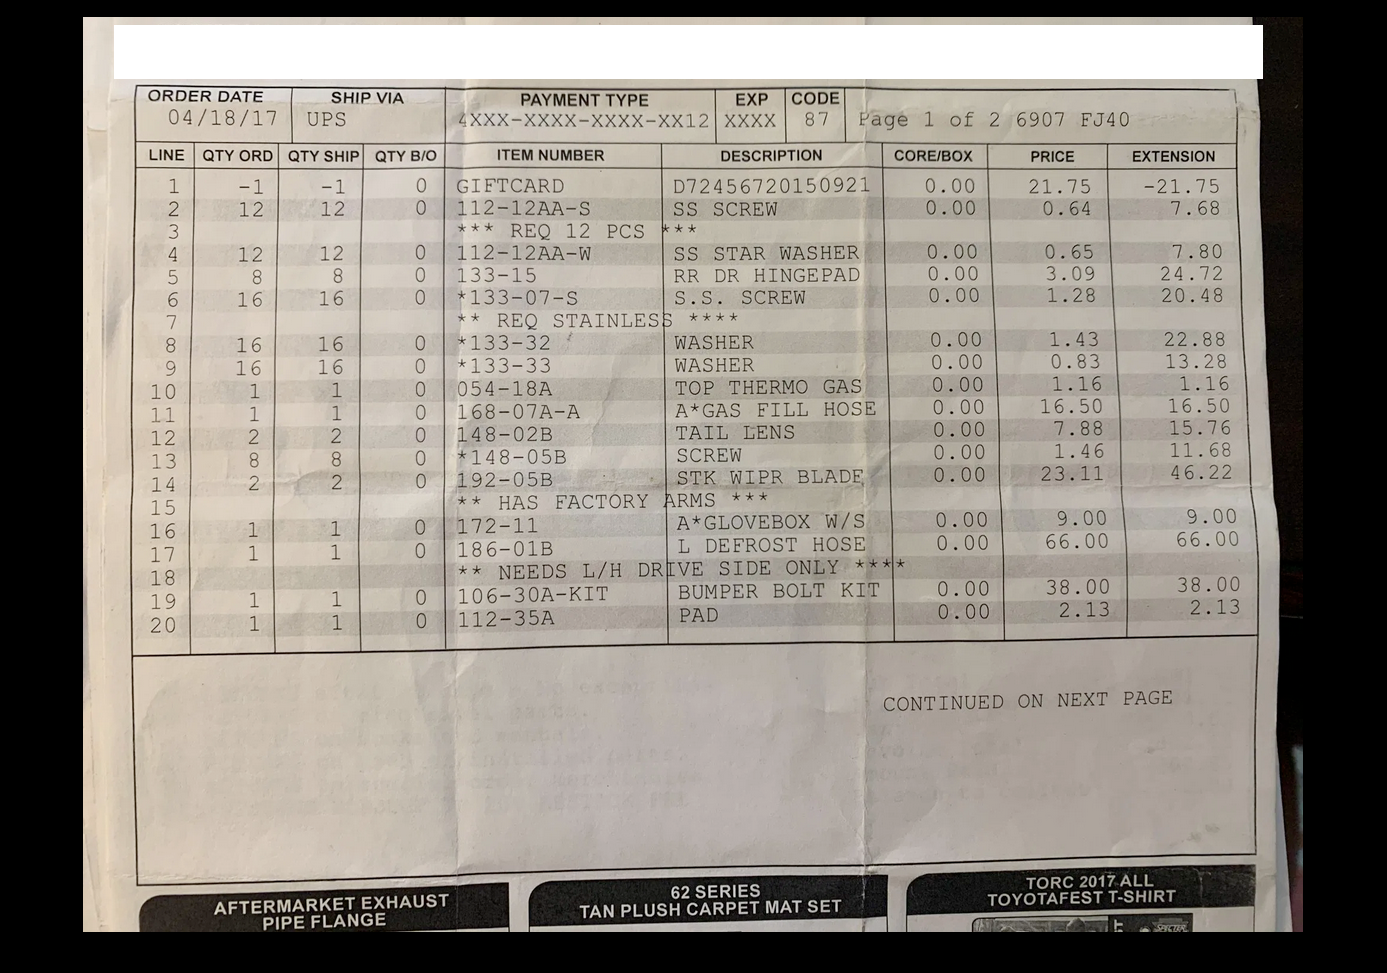 ORDER DATE SHIP VIA PAYMENT TYPE EXP CODE
04/18/17 UPS 4XXX-XXXX-XXXX-XX12 XXXX 87 Page 1 of 2 6907 FJ40
LINE QTY ORD QTY SHIP QTY B/O ITEM NUMBER DESCRIPTION CORE/BOX PRICE EXTENSION
1 -1 -1 0 GIFTCARD D72456720150921 0.00 21.75 -21.75
2 12 12 0 112-12AA-S SS SCREW 0.00 0.64 7.68
3 *** REQ 12 PCS ***
4 12 12 0 112-12AA-W SS STAR WASHER 0.00 0.65 7.80
5 8 8 0 133-15 RR DR HINGEPAD 0.00 3.09 24.72
6 16 16 0 *133-07-S S.S. SCREW 0.00 1.28 20.48
7 ** REQ STAINLESS ****
8 16 16 0 *133-32 WASHER 0.00 1.43 22.88
9 16 16 0 *133-33 WASHER 0.00 0.83 13.28
10 1 1 0 054-18A TOP THERMO GAS 0.00 1.16 1.16
11 1 1 0 168-07A-A A*GAS FILL HOSE 0.00 16.50 16.50
12 2 2 0 148-02B TAIL LENS 0.00 7.88 15.76
13 8 8 0 *148-05B SCREW 0.00 1.46 11.68
14 2 2 0 192-05B STK WIPR BLADE 0.00 23.11 46.22
15 ** HAS FACTORY ARMS ***
16 1 1 0 172-11 A*GLOVEBOX W/S 0.00 9.00 9.00
17 1 1 0 186-01B L DEFROST HOSE 0.00 66.00 66.00
18 ** NEEDS L/H DRIVE SIDE ONLY ****
19 1 1 0 106-30A-KIT BUMPER BOLT KIT 0.00 38.00 38.00
20 1 1 0 112-35A PAD 0.00 2.13 2.13
CONTINUED ON NEXT PAGE
AFTERMARKET EXHAUST
PIPE FLANGE
62 SERIES
TAN PLUSH CARPET MAT SET
TORC 2017 ALL
TOYOTAFEST T-SHIRT